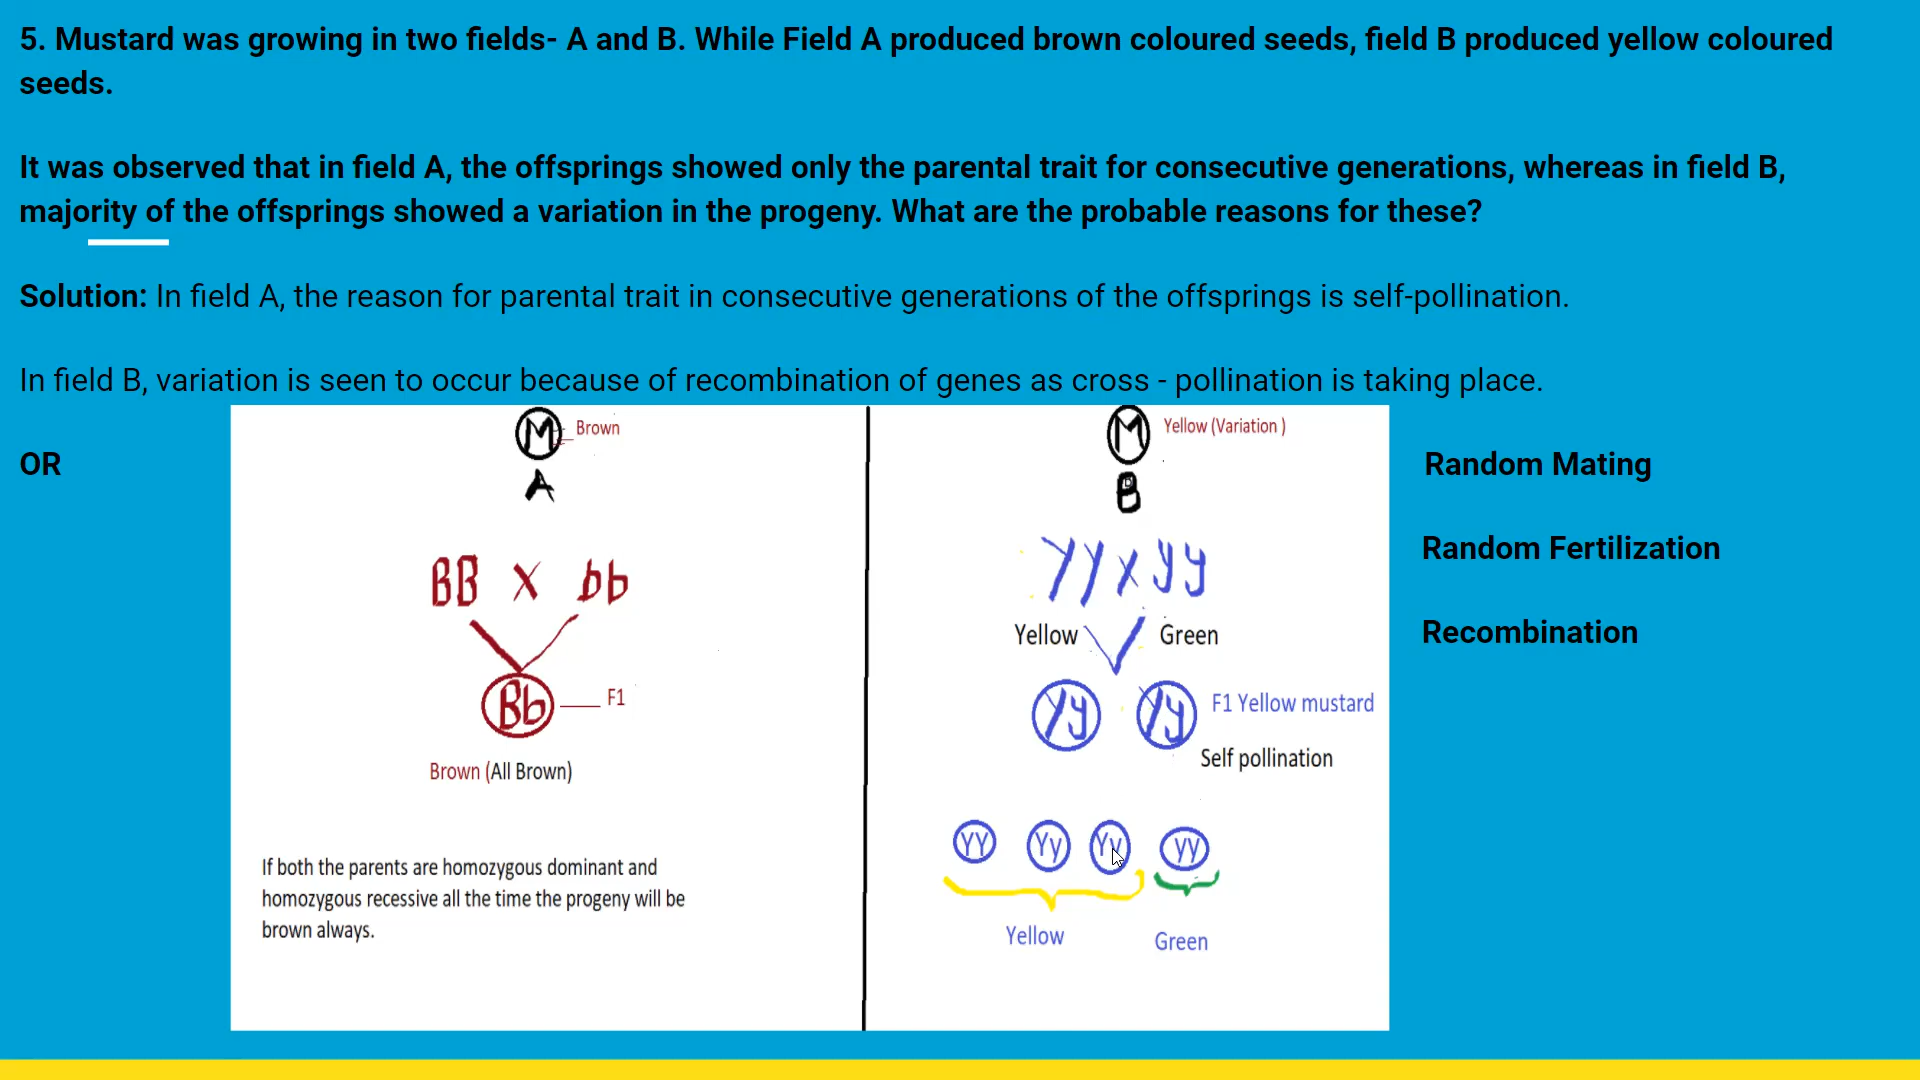 5. Mustard was growing in two fields- A and B. While Field A produced brown coloured seeds, field B produced yellow coloured
seeds.
It was observed that in field A, the offsprings showed only the parental trait for consecutive generations, whereas in field B,
majority of the offsprings showed a variation in the progeny. What are the probable reasons for these?
Solution: In field A, the reason for parental trait in consecutive generations of the offsprings is self-pollination.
In field B, variation is seen to occur because of recombination of genes as cross - pollination is taking place.
OR
M Brown
A
BB X bb
Bb F1
Brown (All Brown)
If both the parents are homozygous dominant and
homozygous recessive all the time the progeny will be
brown always.
M Yellow (Variation )
B
YY x yy
Yellow Green
Yy Yy F1 Yellow mustard
Self pollination
YY Yy Yy yy
Yellow Green
Random Mating
Random Fertilization
Recombination